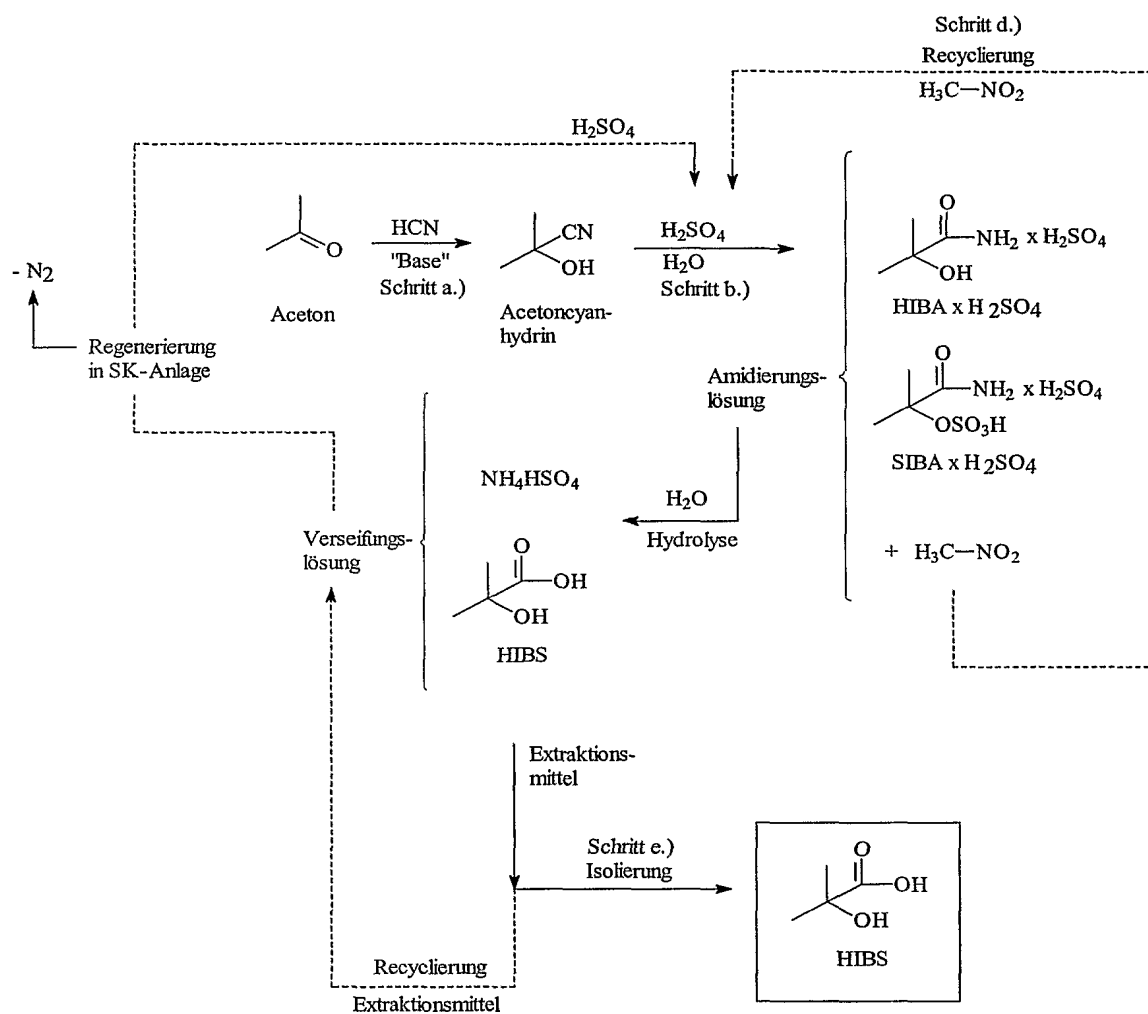 Schritt d.)
Recyclierung
H3C—NO2
H2SO4
O
HCN
"Base"
Schritt a.)
Aceton
CN
OH
Acetoncyan-
hydrin
H2SO4
H2O
Schritt b.)
O
NH2 x H2SO4
OH
HIBA x H2SO4
- N2
Regenerierung
in SK-Anlage
Amidierungs-
lösung
O
NH2 x H2SO4
OSO3H
SIBA x H2SO4
+ H3C—NO2
NH4HSO4
H2O
Hydrolyse
Verseifungs-
lösung
O
OH
OH
HIBS
Extraktions-
mittel
Schritt e.)
Isolierung
O
OH
OH
HIBS
Recyclierung
Extraktionsmittel